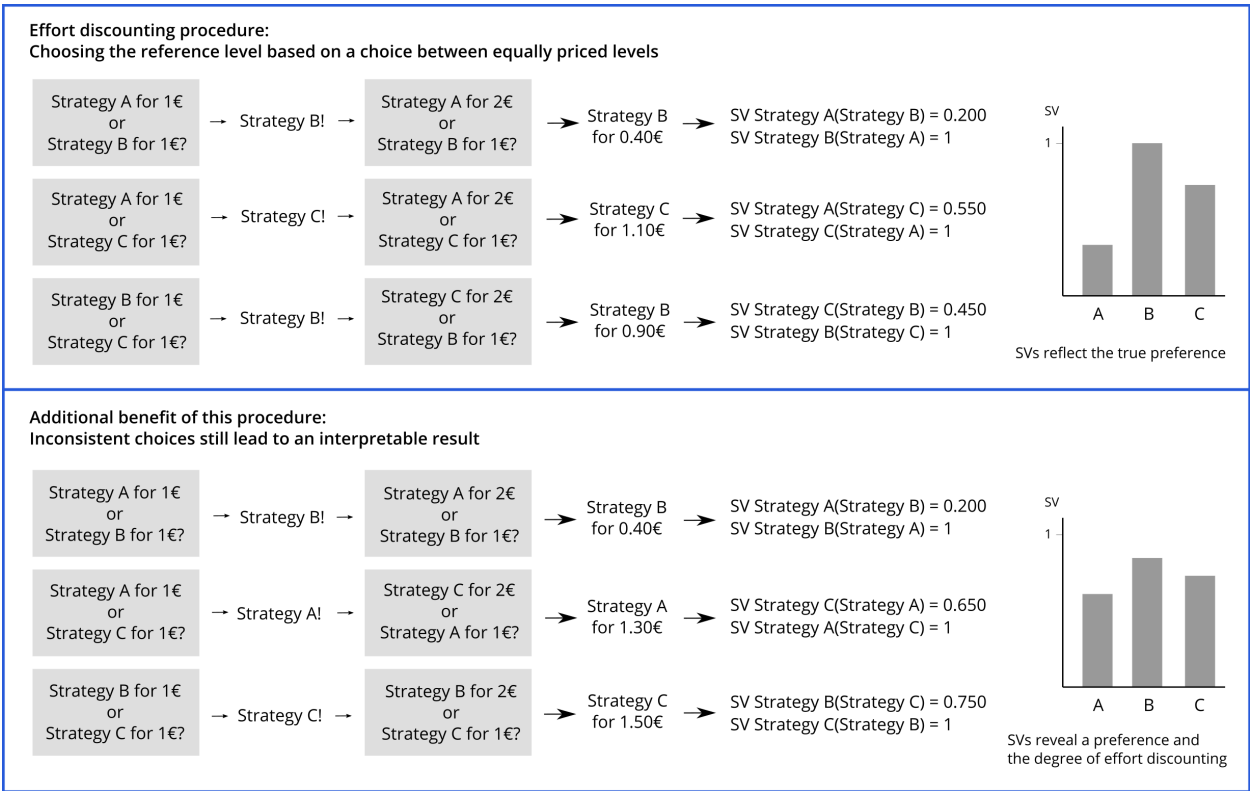 Effort discounting procedure:
Choosing the reference level based on a choice between equally priced levels
Strategy A for 1€
or
Strategy B for 1€?
→ Strategy B! →
Strategy A for 2€
or
Strategy B for 1€?
Strategy B
for 0.40€
SV Strategy A(Strategy B) = 0.200
SV Strategy B(Strategy A) = 1
Strategy A for 1€
or
Strategy C for 1€?
→ Strategy C! →
Strategy A for 2€
or
Strategy C for 1€?
Strategy C
for 1.10€
SV Strategy A(Strategy C) = 0.550
SV Strategy C(Strategy A) = 1
Strategy B for 1€
or
Strategy C for 1€?
→ Strategy B! →
Strategy C for 2€
or
Strategy B for 1€?
Strategy B
for 0.90€
SV Strategy C(Strategy B) = 0.450
SV Strategy B(Strategy C) = 1
SV
1
A B C
SVs reflect the true preference
Additional benefit of this procedure:
Inconsistent choices still lead to an interpretable result
Strategy A for 1€
or
Strategy B for 1€?
→ Strategy B! →
Strategy A for 2€
or
Strategy B for 1€?
Strategy B
for 0.40€
SV Strategy A(Strategy B) = 0.200
SV Strategy B(Strategy A) = 1
Strategy A for 1€
or
Strategy C for 1€?
→ Strategy A! →
Strategy C for 2€
or
Strategy A for 1€?
Strategy A
for 1.30€
SV Strategy C(Strategy A) = 0.650
SV Strategy A(Strategy C) = 1
Strategy B for 1€
or
Strategy C for 1€?
→ Strategy C! →
Strategy B for 2€
or
Strategy C for 1€?
Strategy C
for 1.50€
SV Strategy B(Strategy C) = 0.750
SV Strategy C(Strategy B) = 1
SV
1
A B C
SVs reveal a preference and
the degree of effort discounting